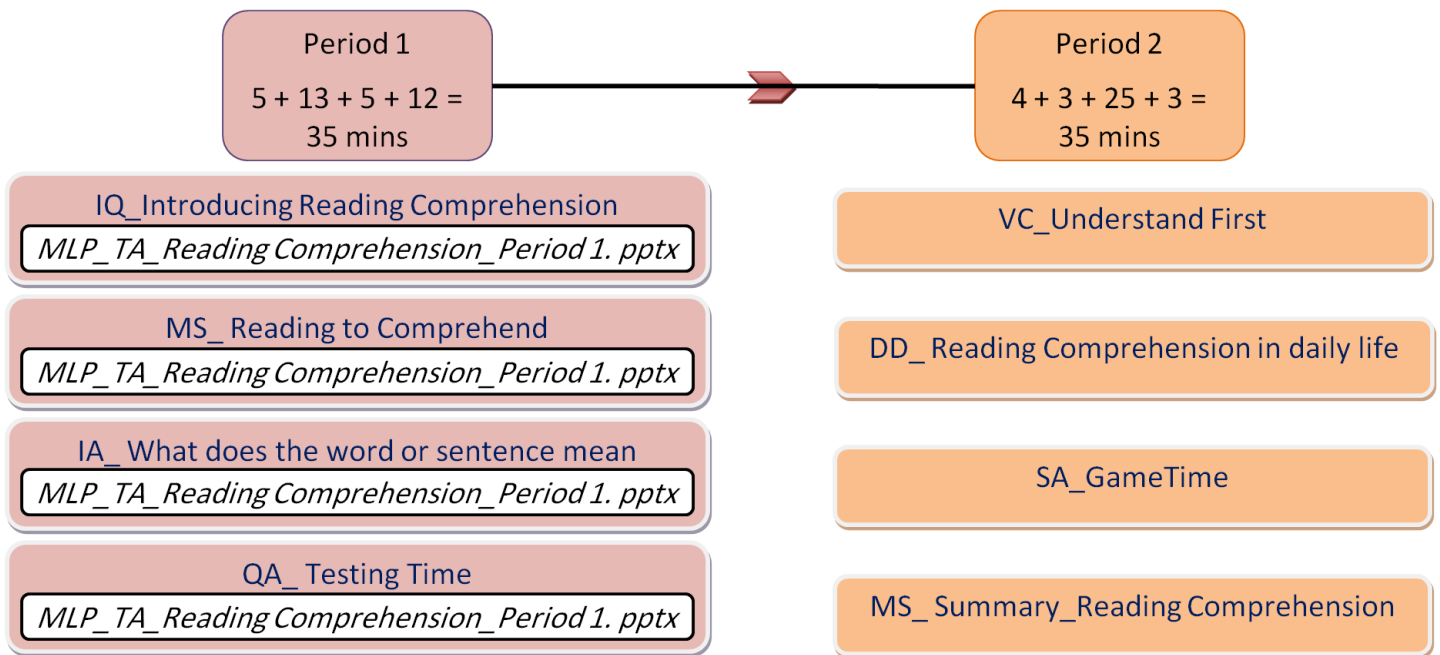 Period 1
5 + 13 + 5 + 12 =
35 mins
Period 2
4 + 3 + 25 + 3 =
35 mins
IQ_Introducing Reading Comprehension
MLP_TA_Reading Comprehension_Period 1. pptx
MS_ Reading to Comprehend
MLP_TA_Reading Comprehension_Period 1. pptx
IA_ What does the word or sentence mean
MLP_TA_Reading Comprehension_Period 1. pptx
QA_ Testing Time
MLP_TA_Reading Comprehension_Period 1. pptx
VC_Understand First
DD_ Reading Comprehension in daily life
SA_GameTime
MS_ Summary_Reading Comprehension